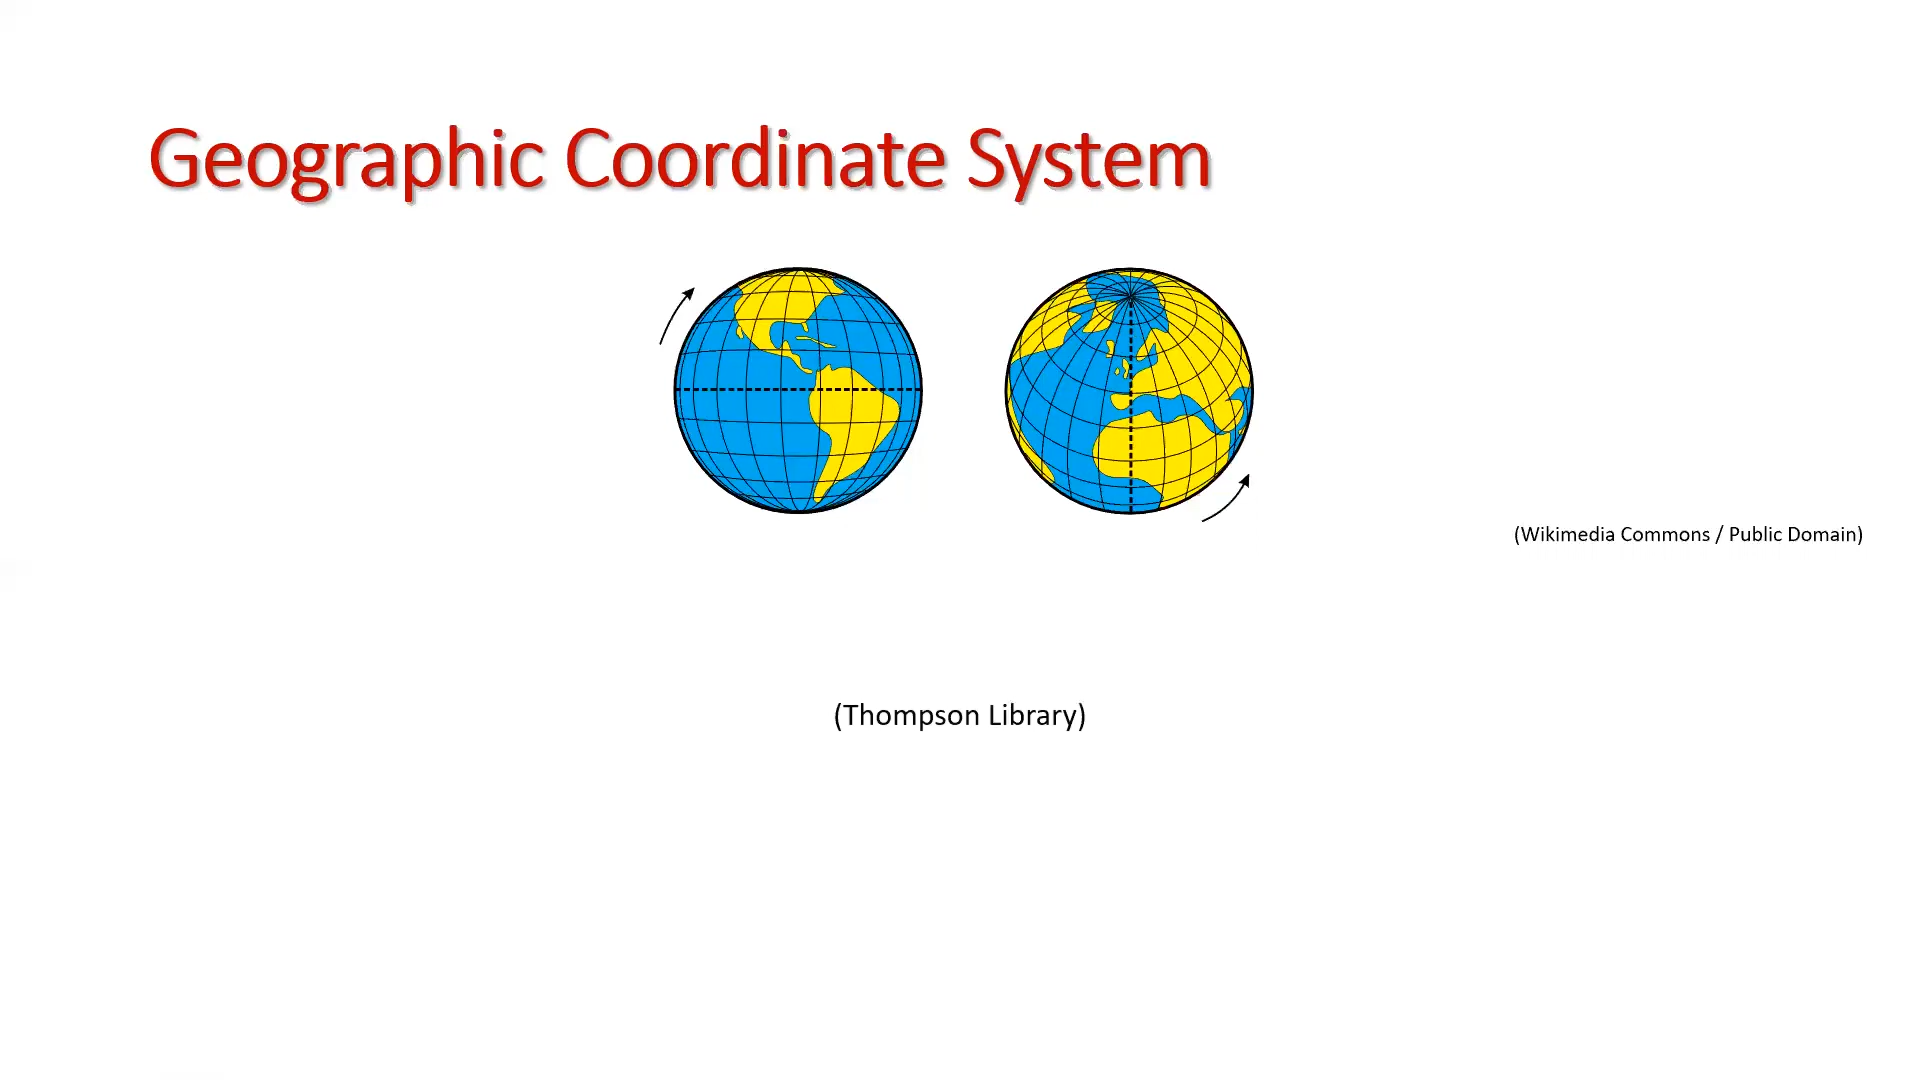 Geographic Coordinate System
(Wikimedia Commons / Public Domain)
(Thompson Library)